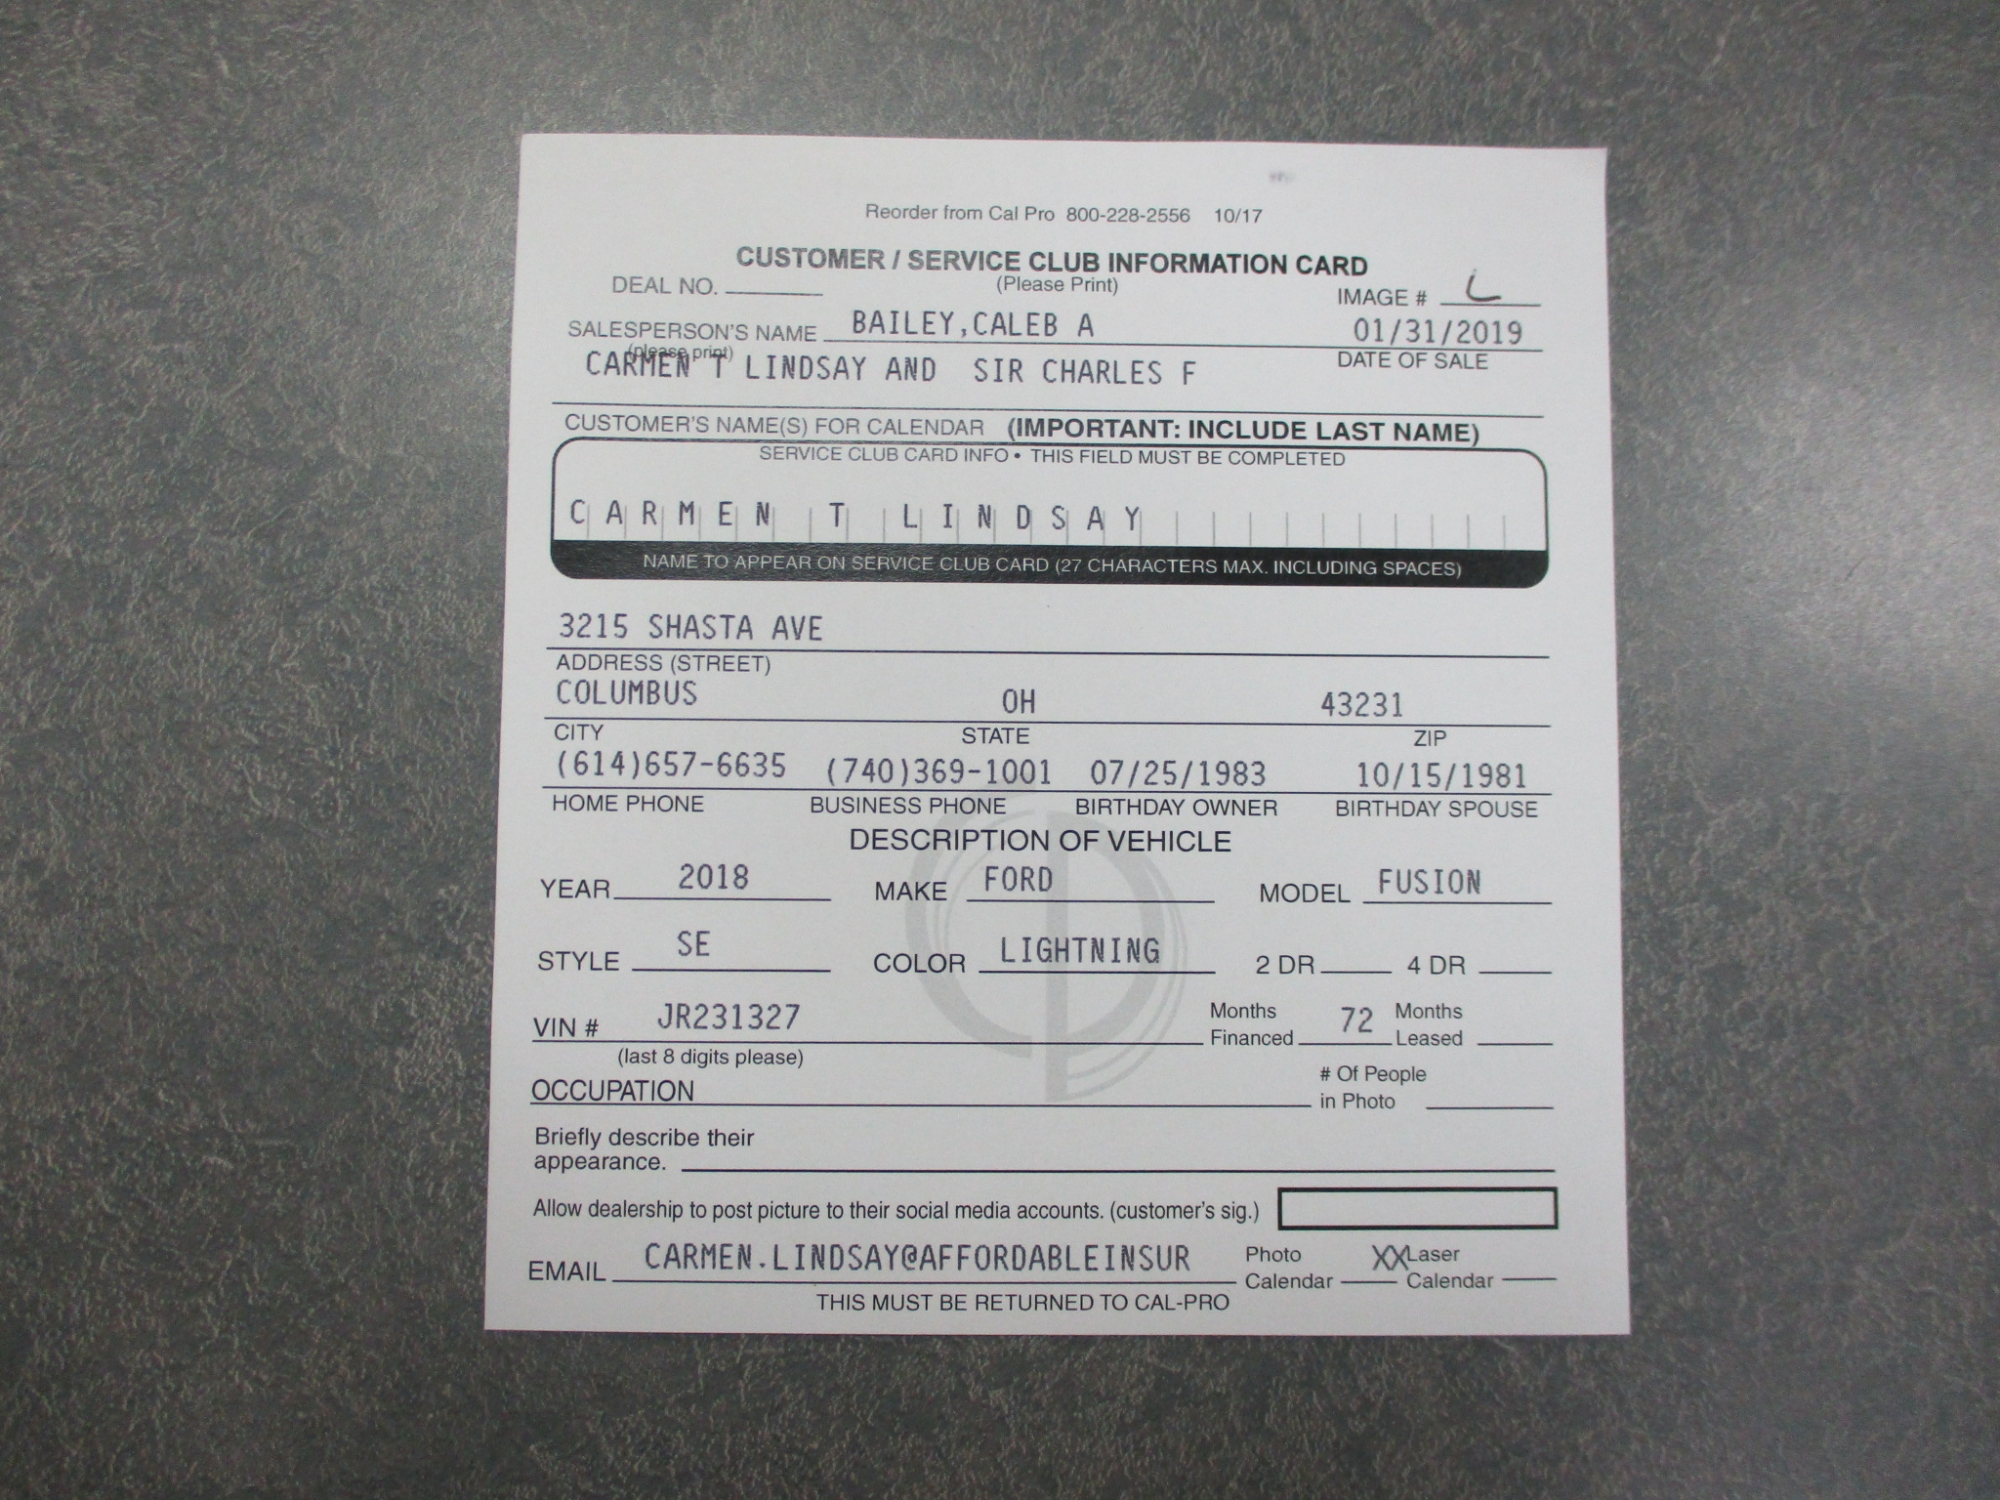 Reorder from Cal Pro 800-228-2556 10/17
CUSTOMER / SERVICE CLUB INFORMATION CARD
DEAL NO. (Please Print) IMAGE # L
SALESPERSON'S NAME BAILEY,CALEB A 01/31/2019
(please print) DATE OF SALE
CARMEN T LINDSAY AND SIR CHARLES F
CUSTOMER'S NAME(S) FOR CALENDAR (IMPORTANT: INCLUDE LAST NAME)
SERVICE CLUB CARD INFO • THIS FIELD MUST BE COMPLETED
CARMEN T LINDSAY
NAME TO APPEAR ON SERVICE CLUB CARD (27 CHARACTERS MAX. INCLUDING SPACES)
3215 SHASTA AVE
ADDRESS (STREET)
COLUMBUS OH 43231
CITY STATE ZIP
(614)657-6635 (740)369-1001 07/25/1983 10/15/1981
HOME PHONE BUSINESS PHONE BIRTHDAY OWNER BIRTHDAY SPOUSE
DESCRIPTION OF VEHICLE
YEAR 2018 MAKE FORD MODEL FUSION
STYLE SE COLOR LIGHTNING 2 DR 4 DR
VIN # JR231327 Months Financed 72 Months Leased
(last 8 digits please)
OCCUPATION # Of People in Photo
Briefly describe their
appearance.
Allow dealership to post picture to their social media accounts. (customer's sig.)
EMAIL CARMEN.LINDSAY@AFFORDABLEINSUR Photo Calendar XX Laser Calendar
THIS MUST BE RETURNED TO CAL-PRO